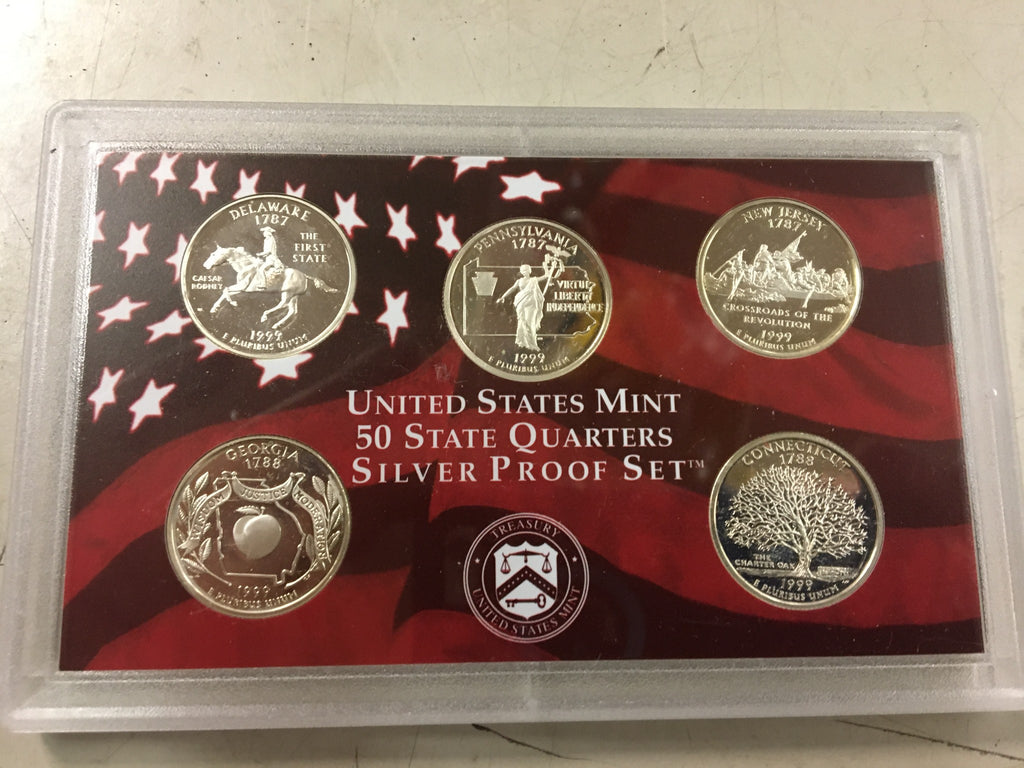 DELAWARE
1787
THE
FIRST
STATE
CAESAR
RODNEY
1999
E PLURIBUS UNUM
PENNSYLVANIA
1787
VIRTUE
LIBERTY
INDEPENDENCE
1999
E PLURIBUS UNUM
NEW JERSEY
1787
CROSSROADS OF THE
REVOLUTION
1999
E PLURIBUS UNUM
UNITED STATES MINT
50 STATE QUARTERS
SILVER PROOF SET™
GEORGIA
1788
WISDOM JUSTICE MODERATION
1999
E PLURIBUS UNUM
CONNECTICUT
1788
THE
CHARTER OAK
1999
E PLURIBUS UNUM
TREASURY
UNITED STATES MINT